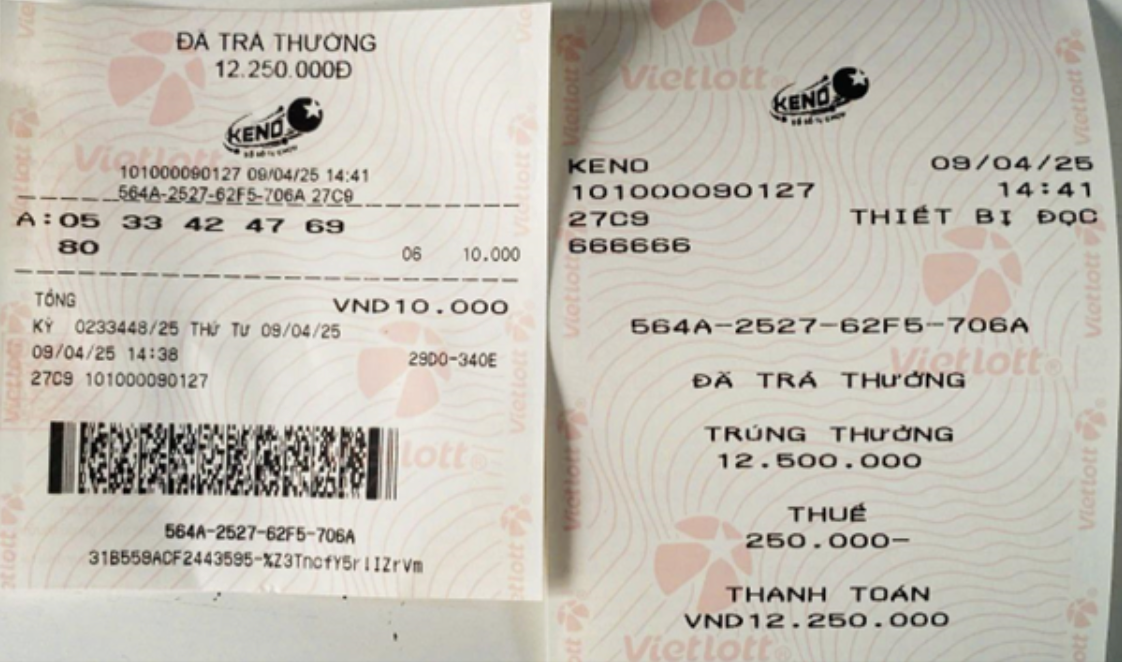 ĐÃ TRẢ THƯỞNG
12.250.000Đ
KENO
101000090127 09/04/25 14:41
564A-2527-62F5-706A 27C9
A:05 33 42 47 69
80
06 10.000
TỔNG VND10.000
KỲ 0233448/25 THỨ TƯ 09/04/25
09/04/25 14:38 29D0-340E
27C9 101000090127
564A-2527-62F5-706A
31B559ACF2443595-%Z3TncfY5rlIZrVm
Vietlott
KENO
KENO 09/04/25
101000090127 14:41
27C9 THIẾT BỊ ĐỌC
666666
564A-2527-62F5-706A
Vietlott
ĐÃ TRẢ THƯỞNG
TRÚNG THƯỞNG
12.500.000
THUẾ
250.000-
THANH TOÁN
VND12.250.000
Vietlott